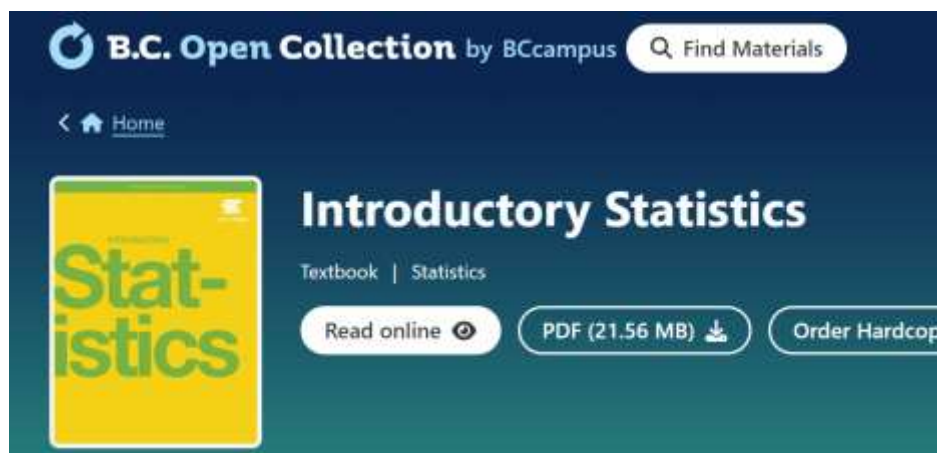 B.C. Open Collection by BCcampus
Find Materials
Home
Introductory Statistics
Textbook | Statistics
Stat-
istics
Read online
PDF (21.56 MB)
Order Hardcop